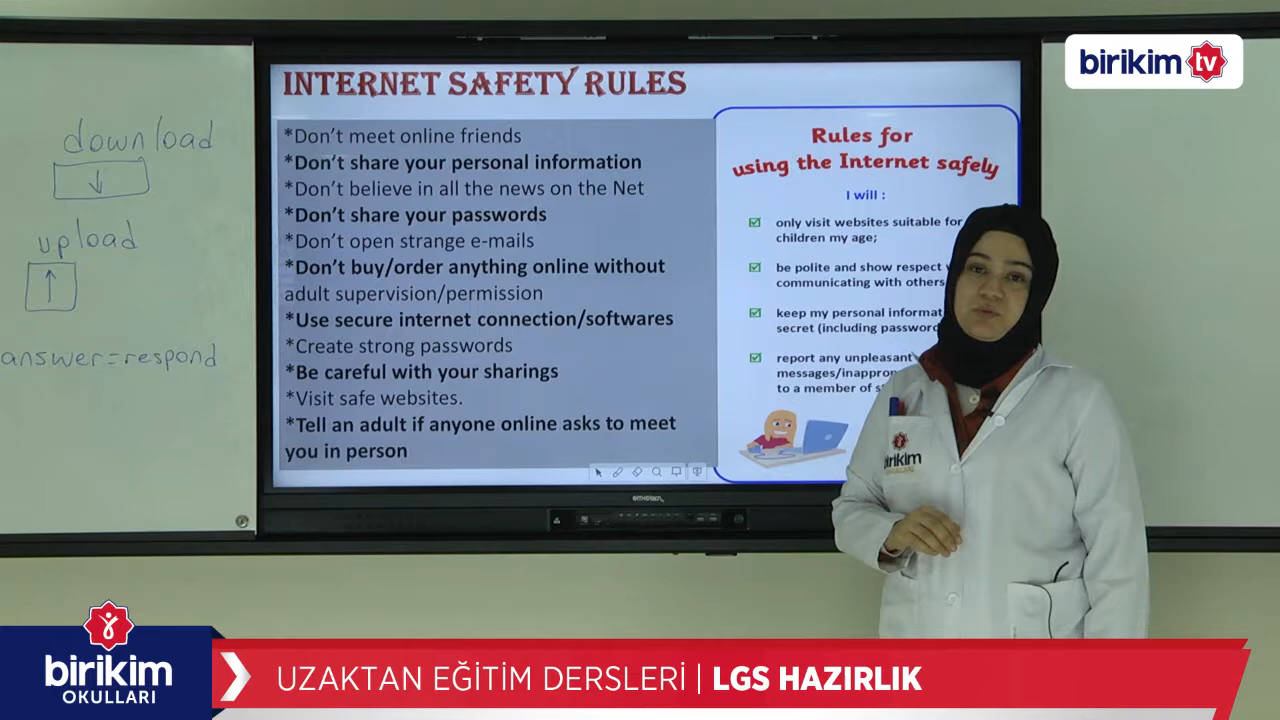 birikim tv
INTERNET SAFETY RULES
*Don't meet online friends
*Don't share your personal information
*Don't believe in all the news on the Net
*Don't share your passwords
*Don't open strange e-mails
*Don't buy/order anything online without
adult supervision/permission
*Use secure internet connection/softwares
*Create strong passwords
*Be careful with your sharings
*Visit safe websites.
*Tell an adult if anyone online asks to meet
you in person
Rules for
using the Internet safely
I will :
only visit websites suitable for
children my age;
be polite and show respect
communicating with others
keep my personal
secret (including
report any unpleasant
to a member of
download
upload
answer=respond
birikim
OKULLARI
birikim
OKULLARI
UZAKTAN EĞİTİM DERSLERİ | LGS HAZIRLIK